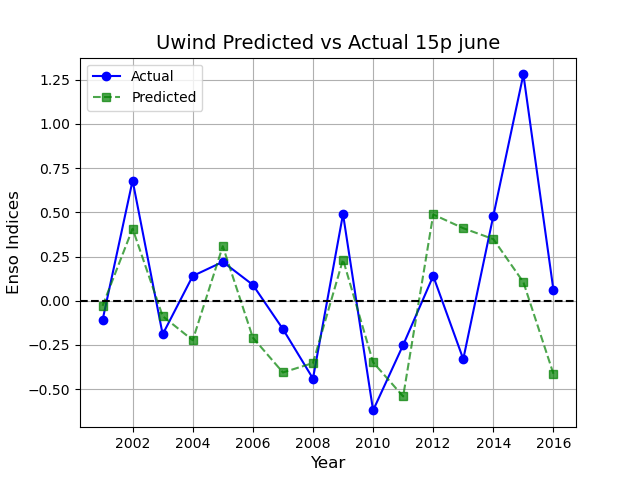 Uwind Predicted vs Actual 15p june
Actual
Predicted
1.25
1.00
0.75
0.50
0.25
0.00
−0.25
−0.50
Enso Indices
2002 2004 2006 2008 2010 2012 2014 2016
Year